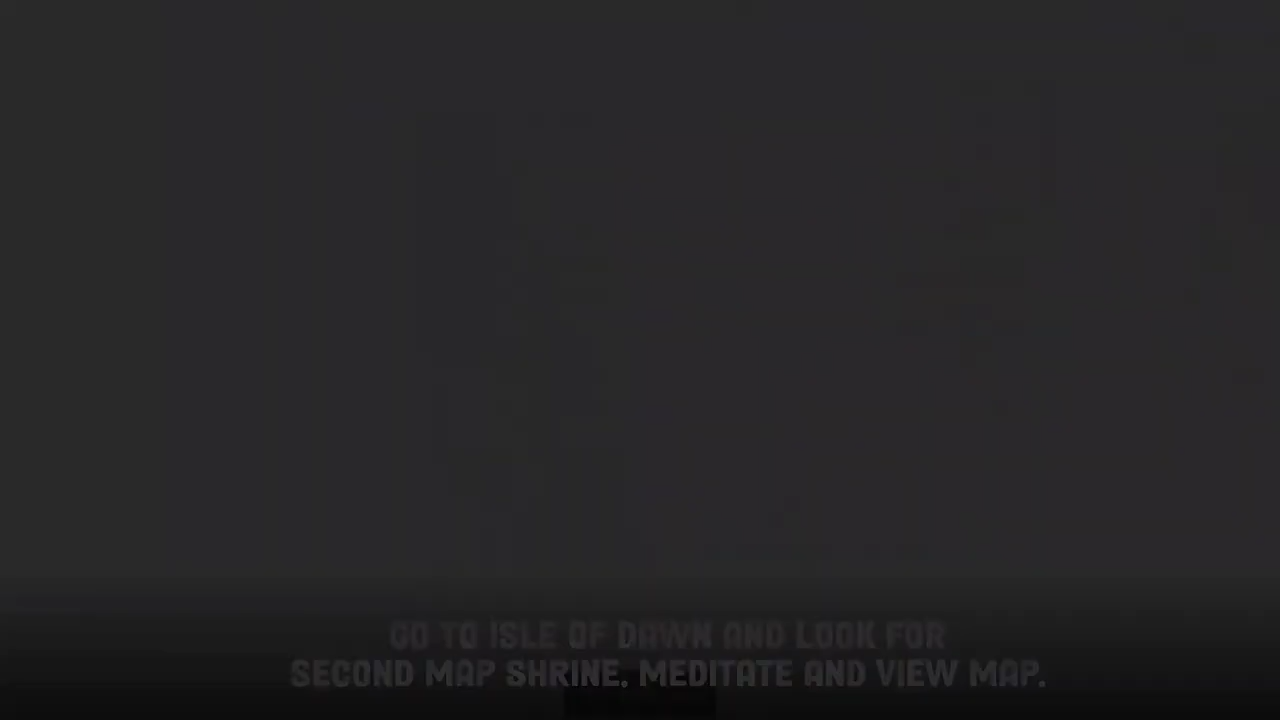 GO TO ISLE OF DAWN AND LOOK FOR
SECOND MAP SHRINE. MEDITATE AND VIEW MAP.